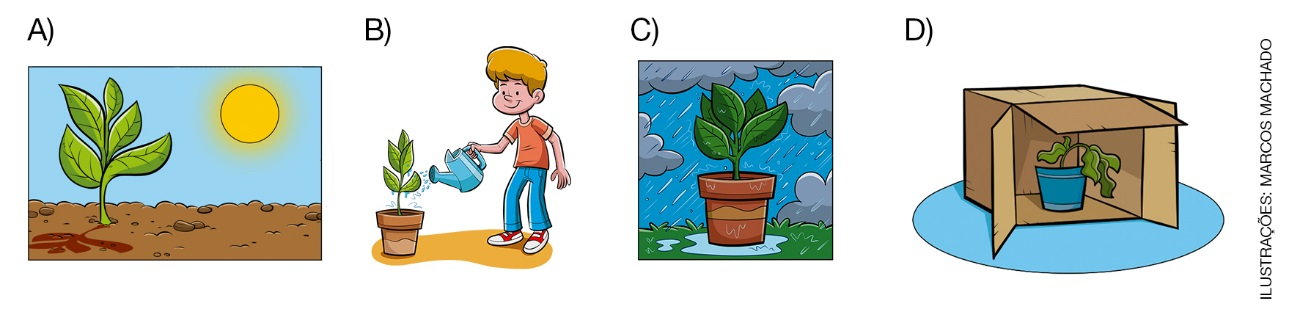 A)
B)
C)
D)
ILUSTRAÇÕES: MARCOS MACHADO